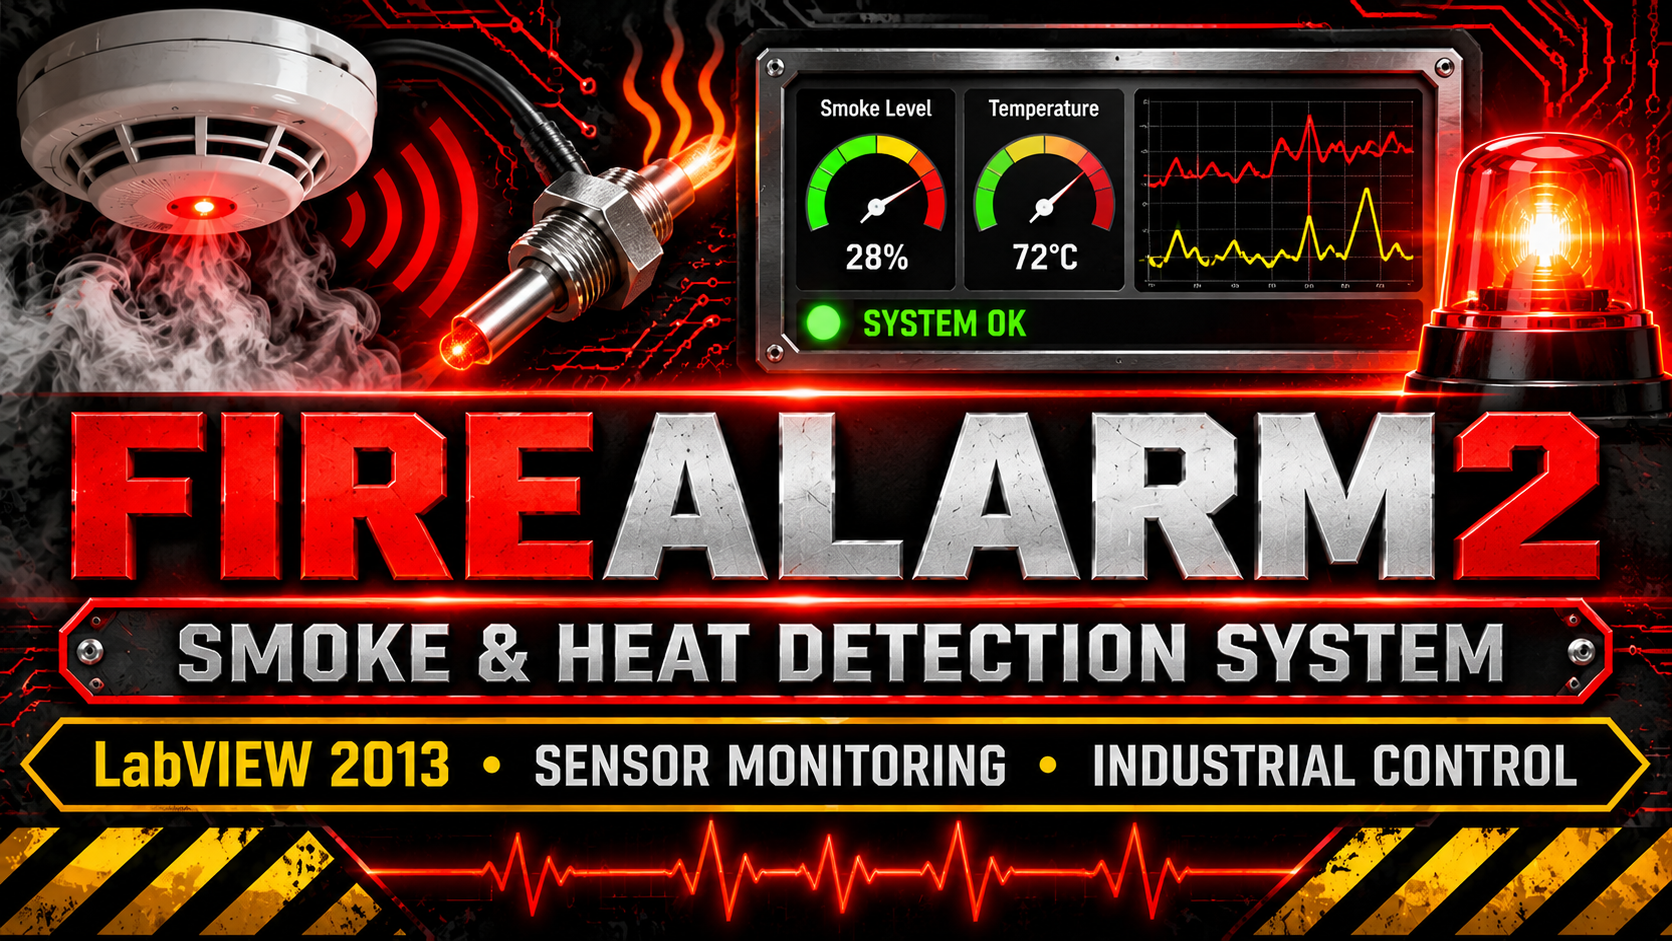 Smoke Level
Temperature
28%
72°C
SYSTEM OK
FIREALARM2
SMOKE & HEAT DETECTION SYSTEM
LabVIEW 2013 • SENSOR MONITORING • INDUSTRIAL CONTROL